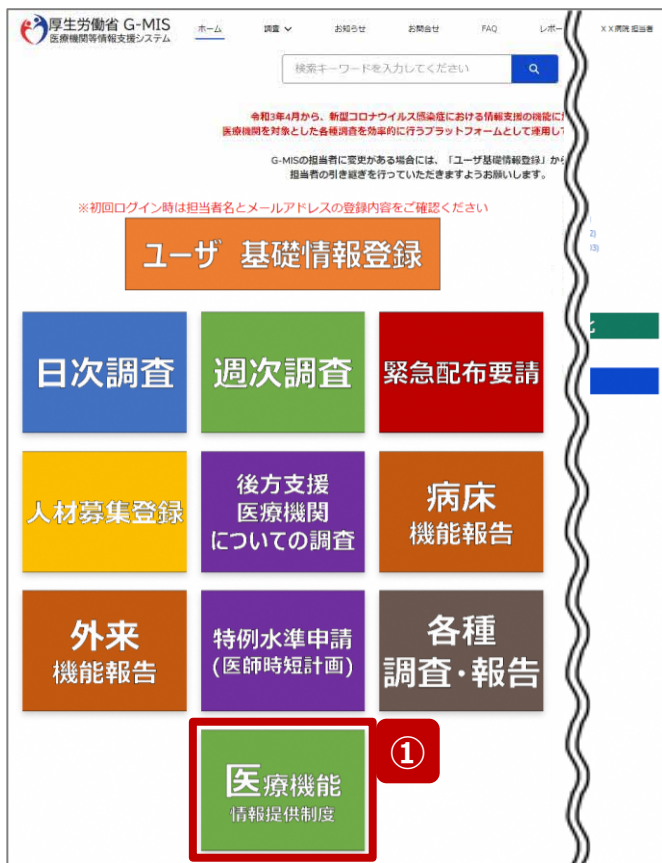 厚生労働省 G-MIS
医療機関等情報支援システム
ホーム 調査 お知らせ お問合せ FAQ レポー XX病院 担当者
検索キーワードを入力してください
令和3年4月から、新型コロナウイルス感染症における情報支援の機能に
医療機関を対象とした各種調査を効率的に行うプラットフォームとして運用し
G-MISの担当者に変更がある場合には、「ユーザ基礎情報登録」か
担当者の引き継ぎを行っていただきますようお願いします。
※初回ログイン時は担当者名とメールアドレスの登録内容をご確認ください
2)
3)
ユーザ 基礎情報登録
日次調査 週次調査 緊急配布要請
人材募集登録
後方支援
医療機関
についての調査
病床
機能報告
外来
機能報告
特例水準申請
(医師時短計画)
各種
調査・報告
医療機能
情報提供制度
①